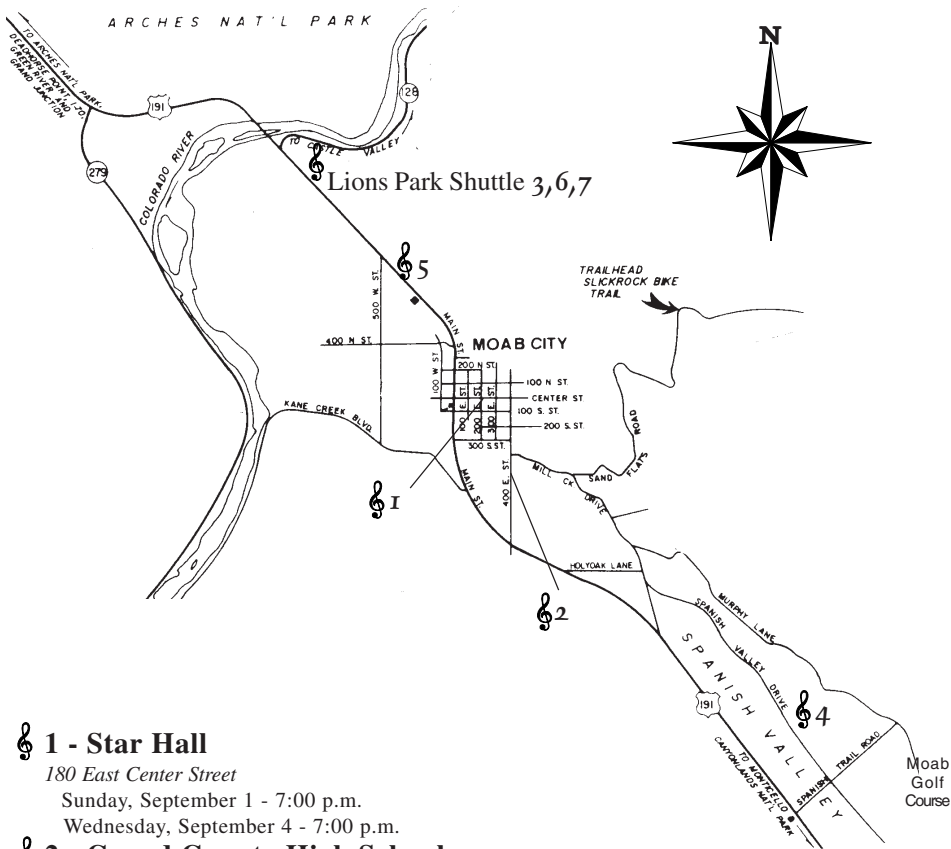 ARCHES NAT'L PARK
TO ARCHES NAT'L PARK,
DEADHORSE POINT, I-70,
GREEN RIVER AND
GRAND JUNCTION
191
128
TO CASTLE VALLEY
279
COLORADO RIVER
N
Lions Park Shuttle 3,6,7
5
TRAILHEAD
SLICKROCK BIKE
TRAIL
500 W. ST.
MAIN ST.
MOAB CITY
400 N ST.
100 W ST.
200 N ST.
100 N ST.
CENTER ST
100 S. ST.
200 S. ST.
100 E. ST.
200 E. ST.
300 E. ST.
300 S. ST.
KANE CREEK BLVD.
MAIN ST.
400 E. ST.
MILL CK DRIVE
SAND FLATS ROAD
1
HOLYOAK LANE
2
MURPHY LANE
SPANISH VALLEY DRIVE
SPANISH VALLEY
191
4
SPANISH TRAIL ROAD
TO MONTICELLO &
CANYONLANDS NAT'L PARK
Moab
Golf
Course
1 - Star Hall
180 East Center Street
Sunday, September 1 - 7:00 p.m.
Wednesday, September 4 - 7:00 p.m.
2 - Grand County High School